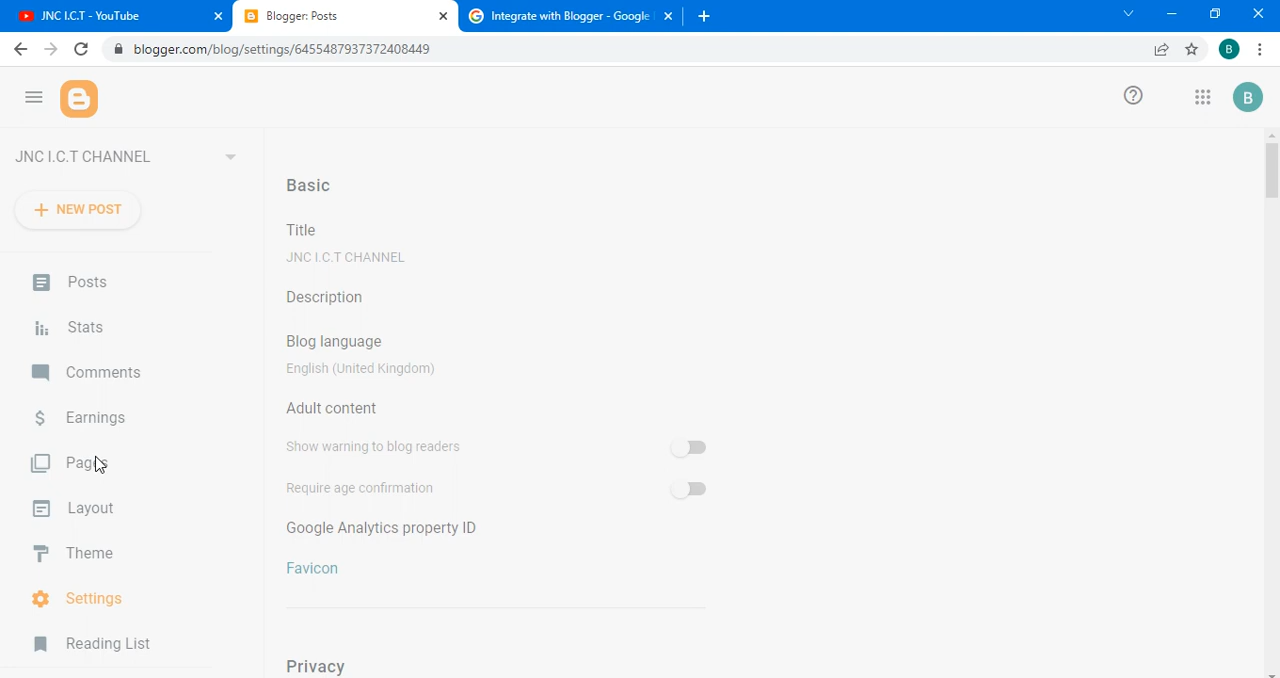 JNC I.C.T - YouTube
Blogger: Posts
Integrate with Blogger - Google
blogger.com/blog/settings/6455487937372408449
B
B
JNC I.C.T CHANNEL
+ NEW POST
Posts
Stats
Comments
Earnings
Pages
Layout
Theme
Settings
Reading List
Basic
Title
JNC I.C.T CHANNEL
Description
Blog language
English (United Kingdom)
Adult content
Show warning to blog readers
Require age confirmation
Google Analytics property ID
Favicon
Privacy